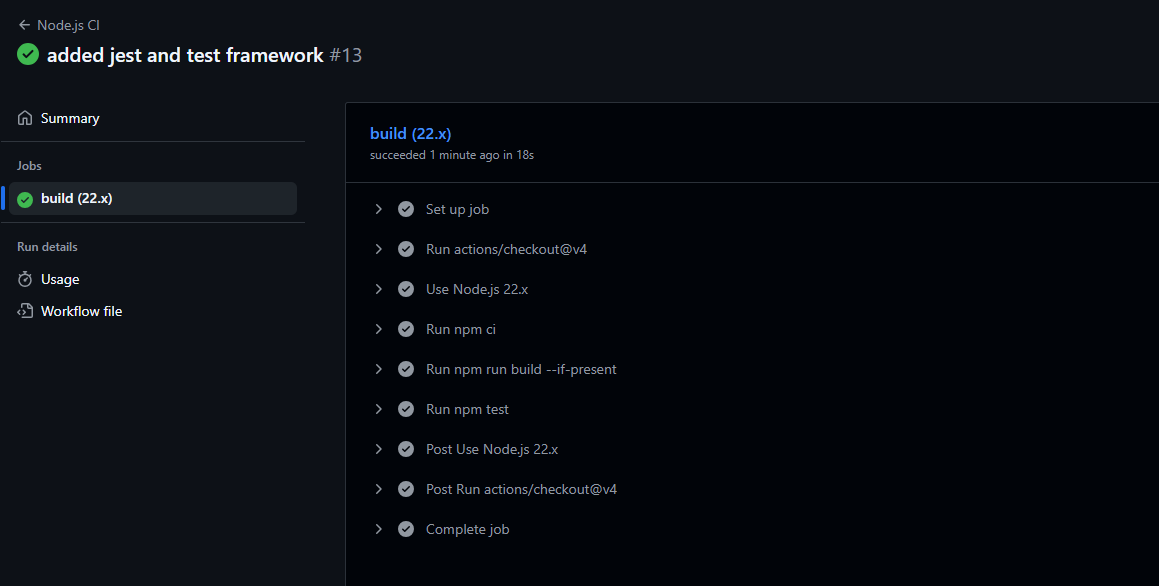 Node.js CI
added jest and test framework #13
Summary
Jobs
build (22.x)
Run details
Usage
Workflow file
build (22.x)
succeeded 1 minute ago in 18s
Set up job
Run actions/checkout@v4
Use Node.js 22.x
Run npm ci
Run npm run build --if-present
Run npm test
Post Use Node.js 22.x
Post Run actions/checkout@v4
Complete job